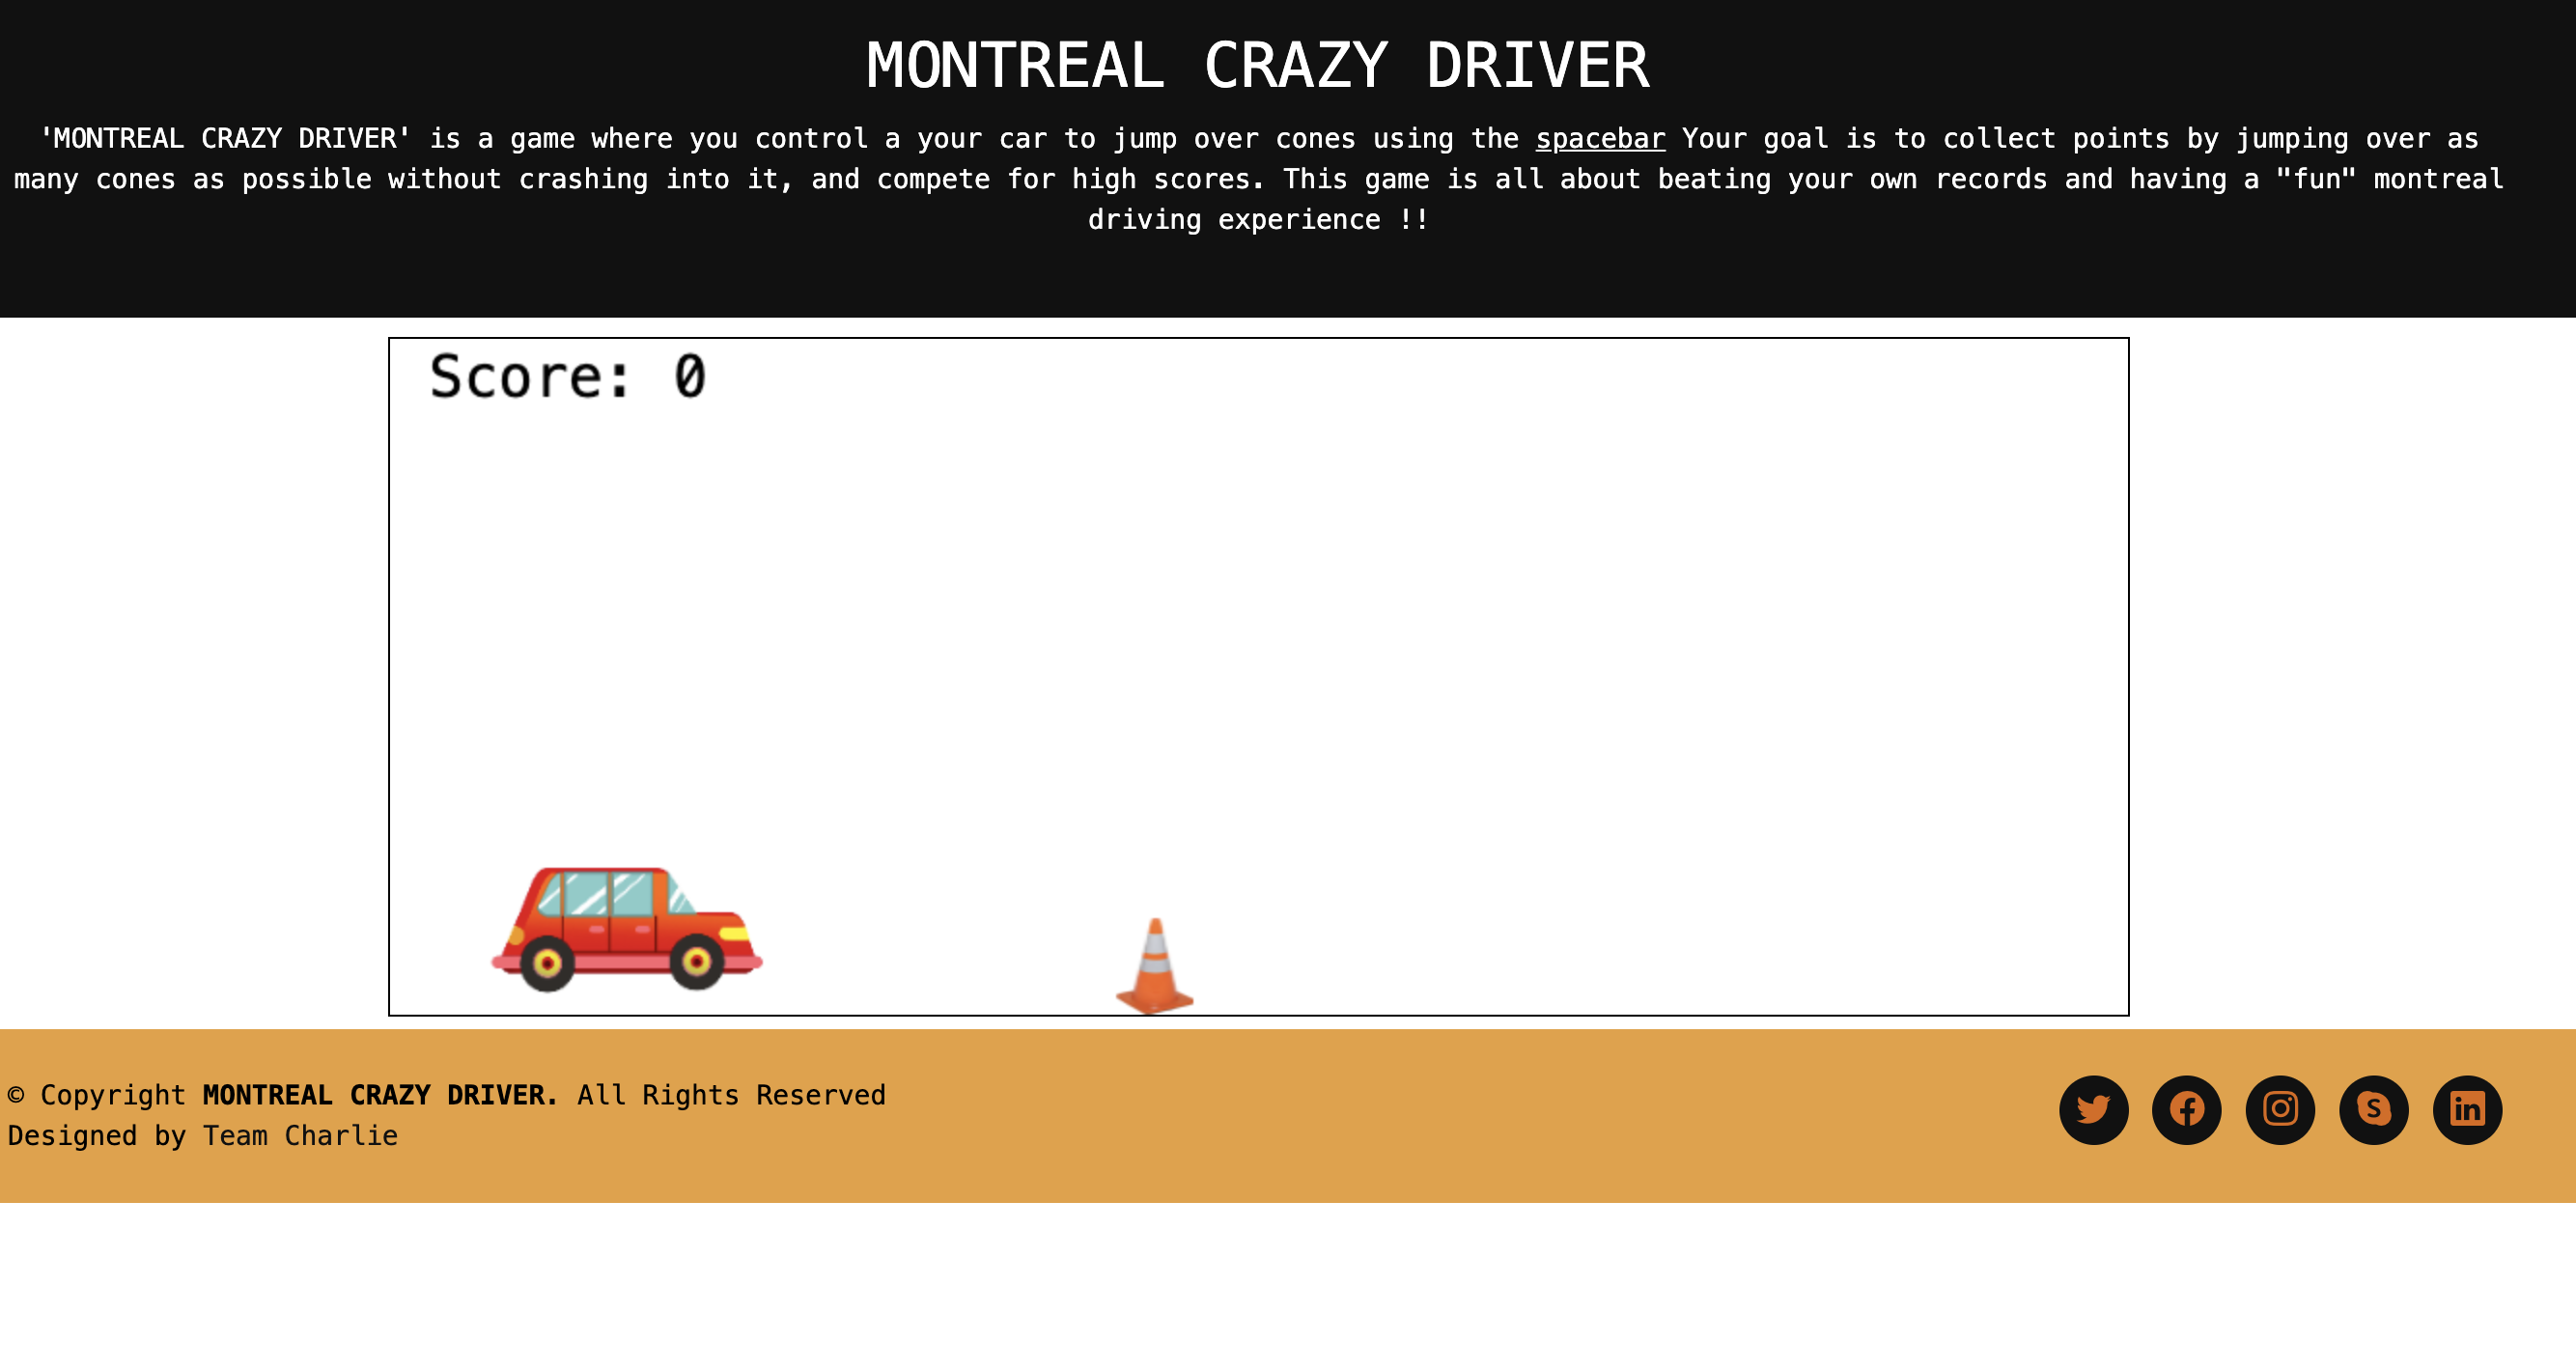 MONTREAL CRAZY DRIVER
'MONTREAL CRAZY DRIVER' is a game where you control a your car to jump over cones using the spacebar Your goal is to collect points by jumping over as
many cones as possible without crashing into it, and compete for high scores. This game is all about beating your own records and having a "fun" montreal
driving experience !!
Score: 0
© Copyright MONTREAL CRAZY DRIVER. All Rights Reserved
Designed by Team Charlie